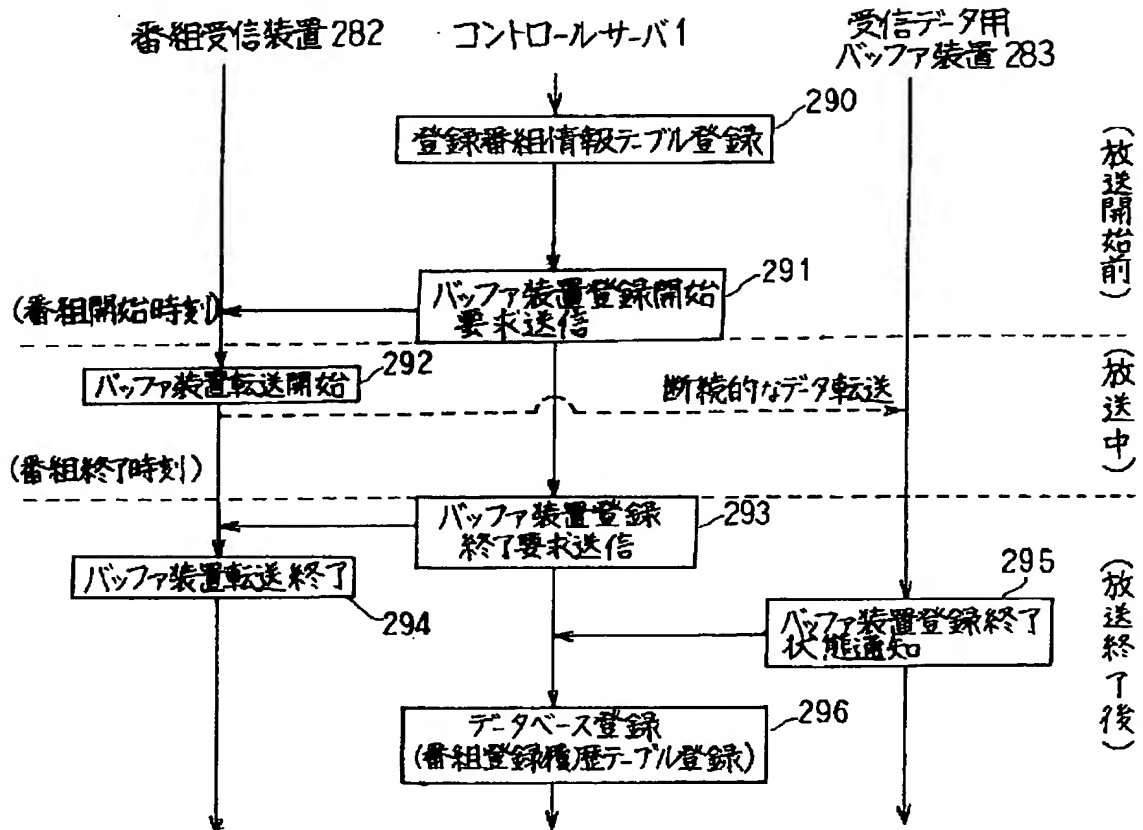 番組受信装置282
コントロールサーバ1
受信データ用
バッファ装置283
290
登録番組情報テーブル登録
(放送開始前)
291
バッファ装置登録開始
要求送信
(番組開始時刻)
292
バッファ装置転送開始
断続的なデータ転送
(放送中)
(番組終了時刻)
293
バッファ装置登録
終了要求送信
バッファ装置転送終了
294
295
バッファ装置登録終了
状態通知
(放送終了後)
296
データベース登録
(番組登録履歴テーブル登録)